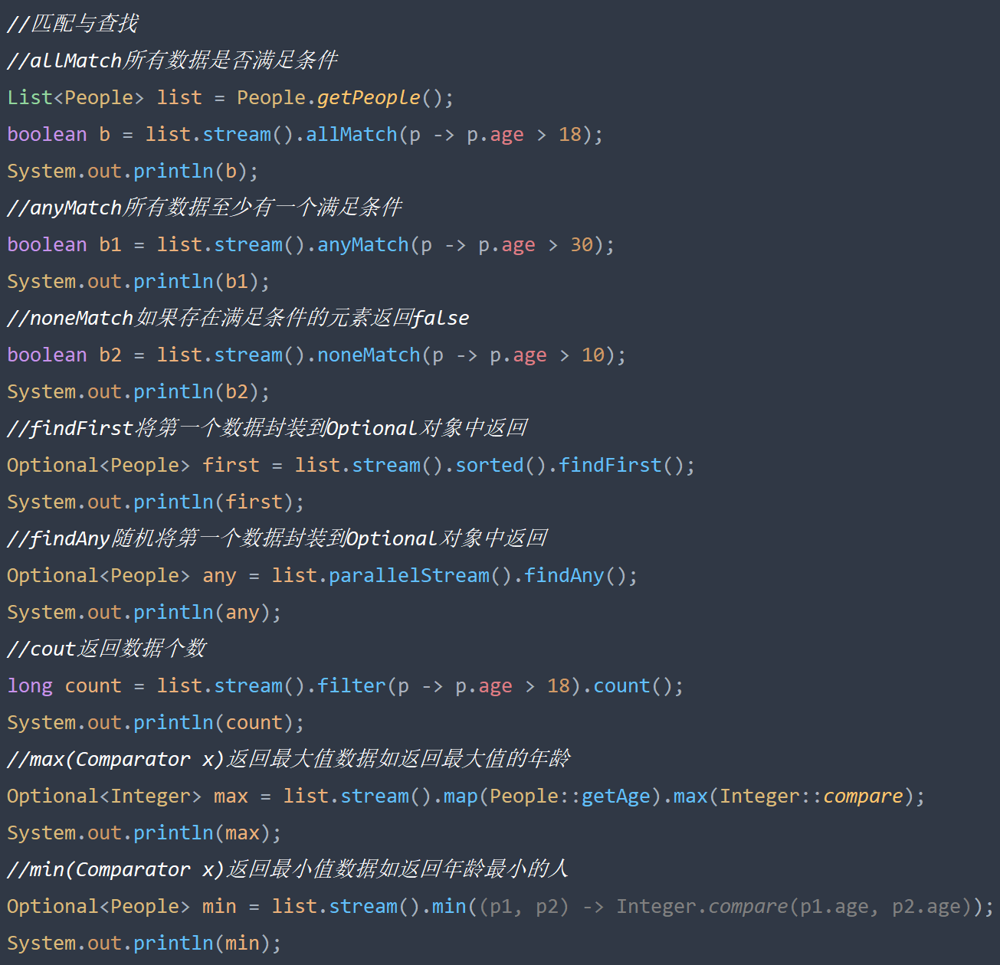 //匹配与查找
//allMatch所有数据是否满足条件
List<People> list = People.getPeople();
boolean b = list.stream().allMatch(p -> p.age > 18);
System.out.println(b);
//anyMatch所有数据至少有一个满足条件
boolean b1 = list.stream().anyMatch(p -> p.age > 30);
System.out.println(b1);
//noneMatch如果存在满足条件的元素返回false
boolean b2 = list.stream().noneMatch(p -> p.age > 10);
System.out.println(b2);
//findFirst将第一个数据封装到Optional对象中返回
Optional<People> first = list.stream().sorted().findFirst();
System.out.println(first);
//findAny随机将第一个数据封装到Optional对象中返回
Optional<People> any = list.parallelStream().findAny();
System.out.println(any);
//cout返回数据个数
long count = list.stream().filter(p -> p.age > 18).count();
System.out.println(count);
//max(Comparator x)返回最大值数据如返回最大值的年龄
Optional<Integer> max = list.stream().map(People::getAge).max(Integer::compare);
System.out.println(max);
//min(Comparator x)返回最小值数据如返回年龄最小的人
Optional<People> min = list.stream().min((p1, p2) -> Integer.compare(p1.age, p2.age));
System.out.println(min);